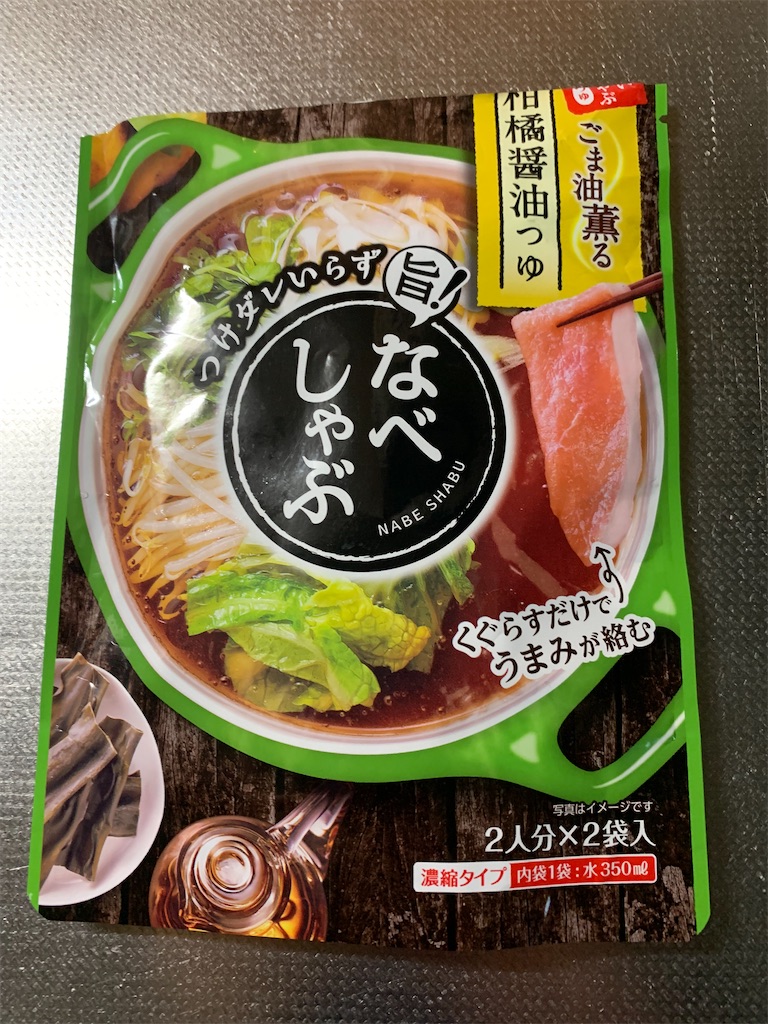 ごま油薫る
柑橘醤油つゆ
つけダレいらず
旨!
なべ
しゃぶ
NABE SHABU
くぐらすだけで
うまみが絡む
写真はイメージです
2人分×2袋入
濃縮タイプ 内袋1袋:水350ml